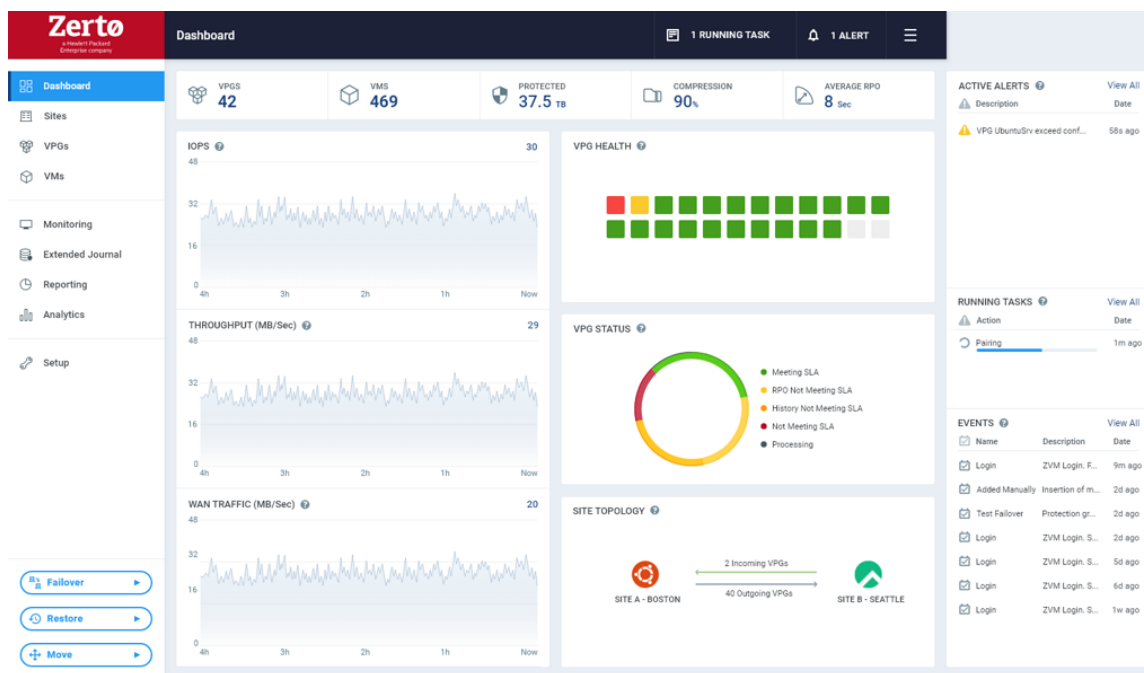 Zertø
a Hewlett Packard
Enterprise company
Dashboard
1 RUNNING TASK
1 ALERT
Dashboard
Sites
VPGs
VMs
Monitoring
Extended Journal
Reporting
Analytics
Setup
Failover
Restore
Move
VPGS
42
VMS
469
PROTECTED
37.5 TB
COMPRESSION
90%
AVERAGE RPO
8 Sec
IOPS
30
48
32
16
0
4h 3h 2h 1h Now
THROUGHPUT (MB/Sec)
29
48
32
16
0
4h 3h 2h 1h Now
WAN TRAFFIC (MB/Sec)
20
48
32
16
0
4h 3h 2h 1h Now
VPG HEALTH
VPG STATUS
Meeting SLA
RPO Not Meeting SLA
History Not Meeting SLA
Not Meeting SLA
Processing
SITE TOPOLOGY
2 Incoming VPGs
40 Outgoing VPGs
SITE A - BOSTON
SITE B - SEATTLE
ACTIVE ALERTS View All
Description Date
VPG UbuntuSrv exceed conf... 58s ago
RUNNING TASKS View All
Action Date
Pairing 1m ago
EVENTS View All
Name Description Date
Login ZVM Login. F... 9m ago
Added Manually Insertion of m... 2d ago
Test Failover Protection gr... 2d ago
Login ZVM Login. S... 2d ago
Login ZVM Login. S... 5d ago
Login ZVM Login. S... 6d ago
Login ZVM Login. S... 1w ago